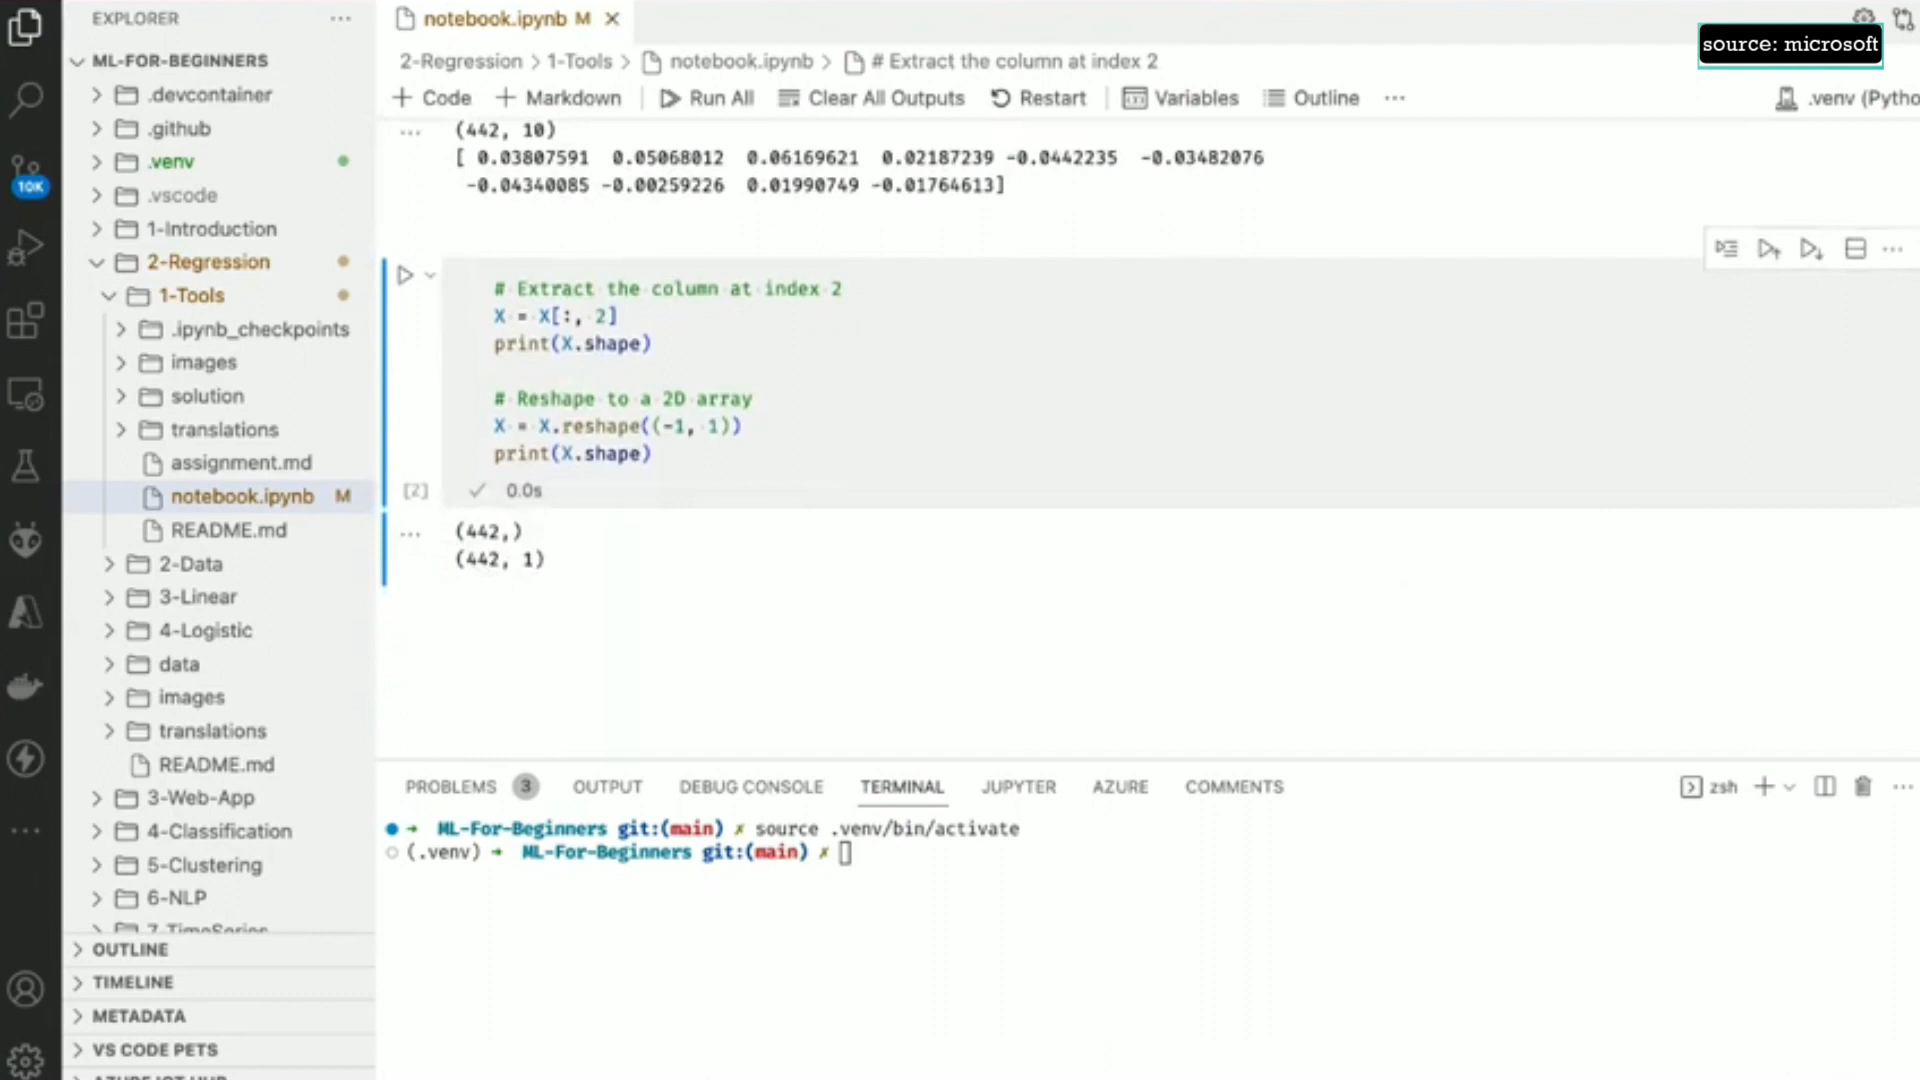 EXPLORER
notebook.ipynb M
source: microsoft
ML-FOR-BEGINNERS
2-Regression > 1-Tools > notebook.ipynb > # Extract the column at index 2
Code
Markdown
Run All
Clear All Outputs
Restart
Variables
Outline
.venv (Pytho
10K
.devcontainer
.github
.venv
.vscode
1-Introduction
2-Regression
1-Tools
.ipynb_checkpoints
images
solution
translations
assignment.md
notebook.ipynb M
README.md
2-Data
3-Linear
4-Logistic
data
images
translations
README.md
3-Web-App
4-Classification
5-Clustering
6-NLP
7-TimeSeries
OUTLINE
TIMELINE
METADATA
VS CODE PETS
(442, 10)
[ 0.03807591 0.05068012 0.06169621 0.02187239 -0.0442235 -0.03482076
-0.04340085 -0.00259226 0.01990749 -0.01764613]
# Extract the column at index 2
X = X[:, 2]
print(X.shape)
# Reshape to a 2D array
X = X.reshape((-1, 1))
print(X.shape)
[2]
0.0s
(442,)
(442, 1)
PROBLEMS 3
OUTPUT
DEBUG CONSOLE
TERMINAL
JUPYTER
AZURE
COMMENTS
zsh
ML-For-Beginners git:(main) ✗ source .venv/bin/activate
(.venv) → ML-For-Beginners git:(main) ✗